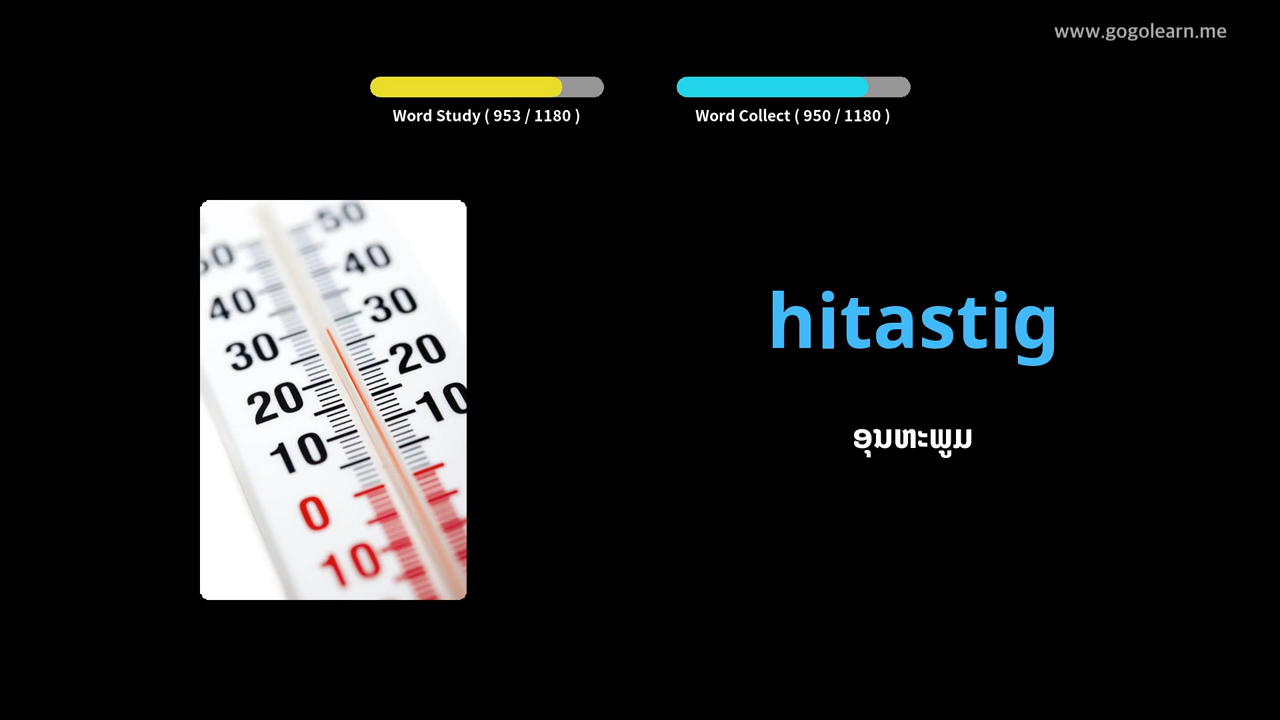 www.gogolearn.me
Word Study ( 953 / 1180 )
Word Collect ( 950 / 1180 )
50
40
40
30
30
20
20
10
10
0
10
hitastig
ອຸນຫະພູມ